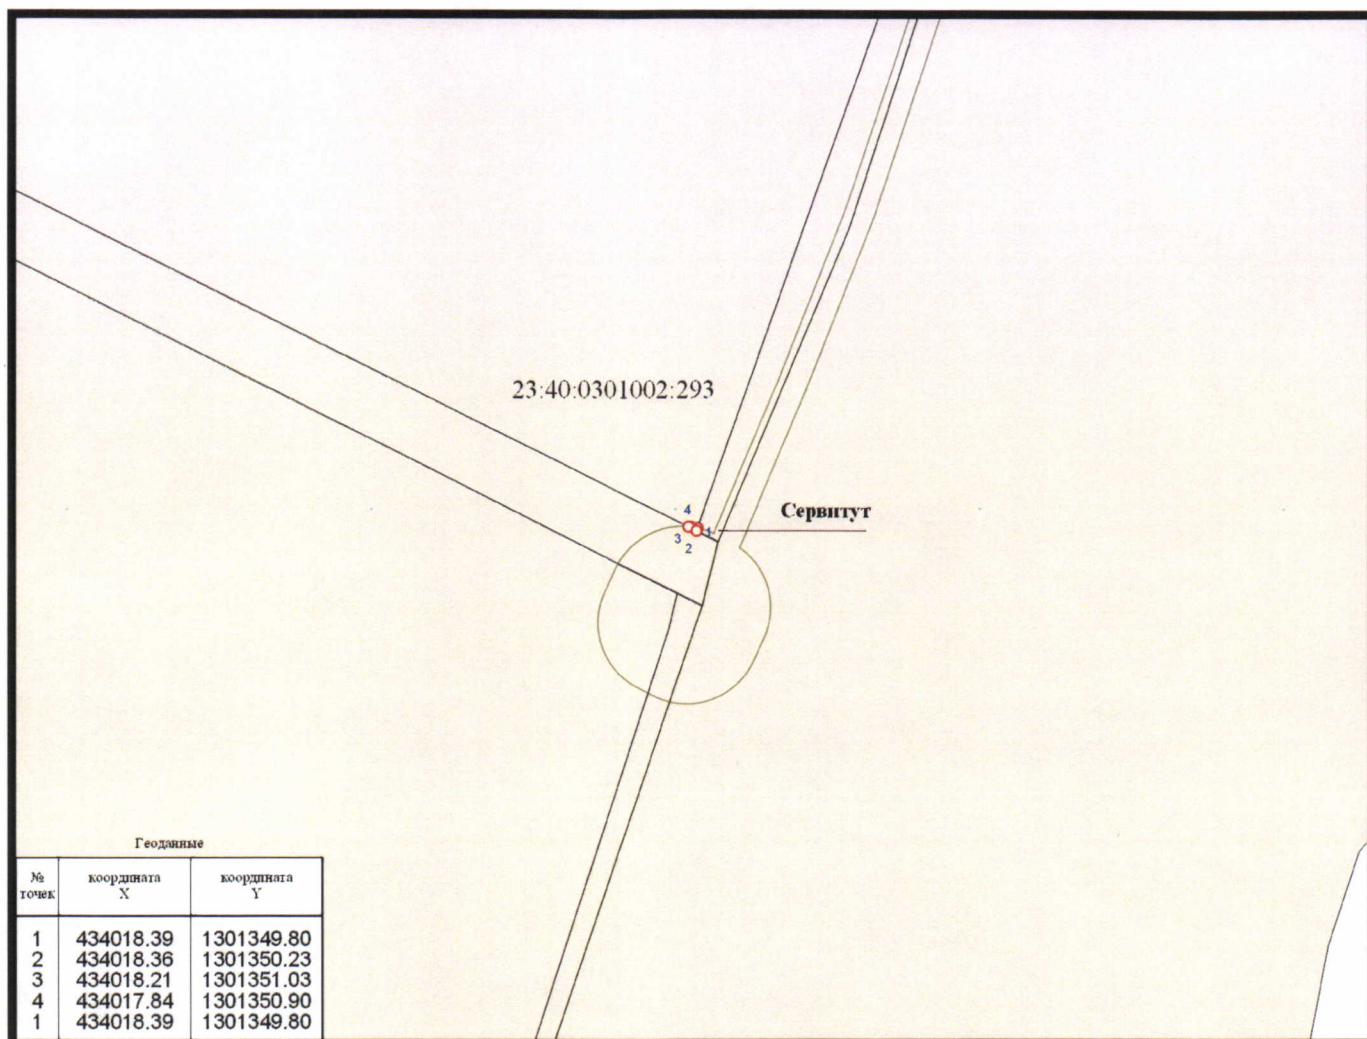 23:40:0301002:293
4
Сервитут
1
3
2
Геоданные
№ точек координата X координата Y
1 434018.39 1301349.80
2 434018.36 1301350.23
3 434018.21 1301351.03
4 434017.84 1301350.90
1 434018.39 1301349.80